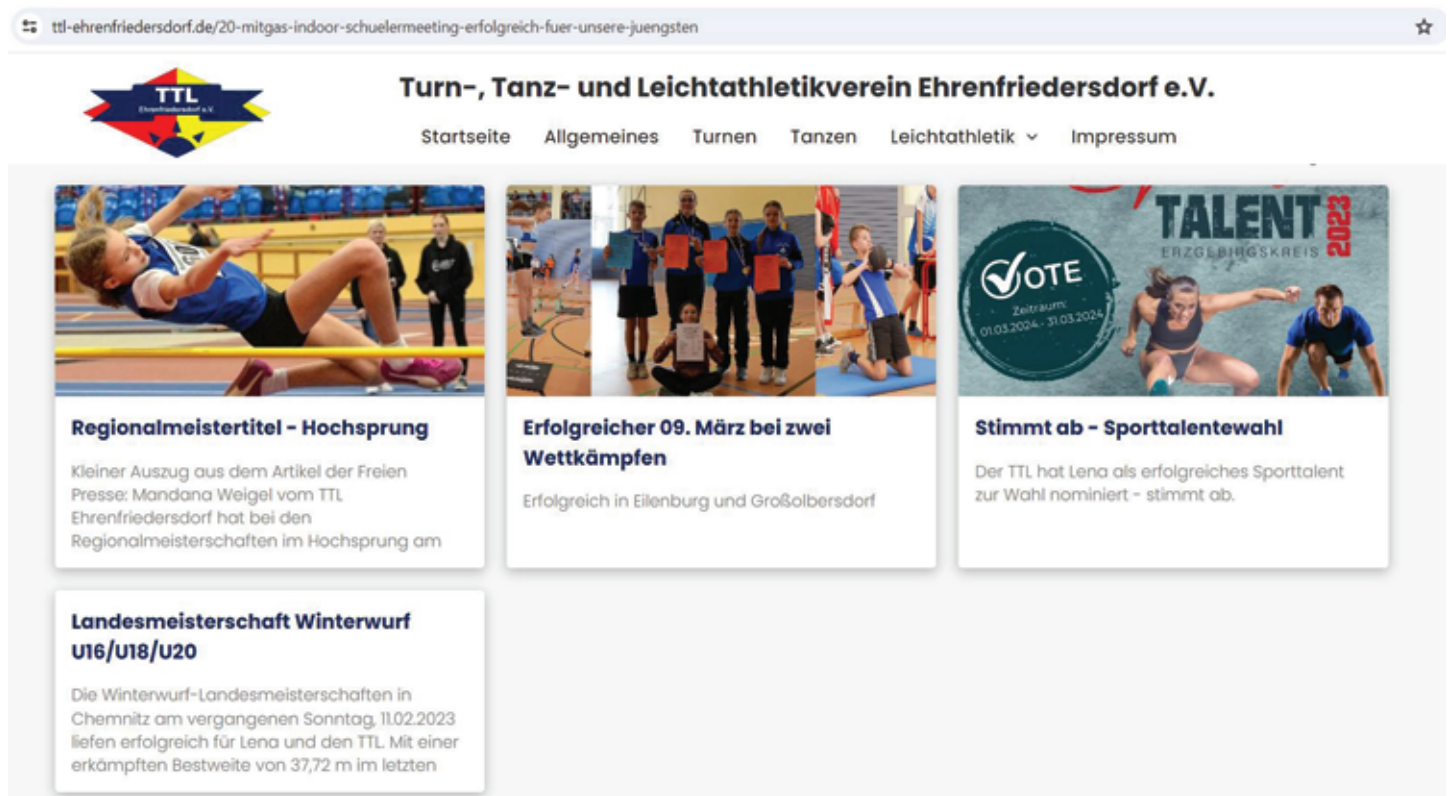 ttl-ehrenfriedersdorf.de/20-mitgas-indoor-schuelermeeting-erfolgreich-fuer-unsere-juengsten
TTL
Ehrenfriedersdorf e.V.
Turn-, Tanz- und Leichtathletikverein Ehrenfriedersdorf e.V.
Startseite Allgemeines Turnen Tanzen Leichtathletik Impressum
Regionalmeistertitel - Hochsprung
Kleiner Auszug aus dem Artikel der Freien
Presse: Mandana Weigel vom TTL
Ehrenfriedersdorf hat bei den
Regionalmeisterschaften im Hochsprung am
Erfolgreicher 09. März bei zwei
Wettkämpfen
Erfolgreich in Eilenburg und Großolbersdorf
TALENT
2023
ERZGEBIRGSKREIS
VOTE
Zeitraum:
01.03.2024 - 31.03.2024
Stimmt ab - Sporttalentewahl
Der TTL hat Lena als erfolgreiches Sporttalent
zur Wahl nominiert - stimmt ab.
Landesmeisterschaft Winterwurf
U16/U18/U20
Die Winterwurf-Landesmeisterschaften in
Chemnitz am vergangenen Sonntag, 11.02.2023
liefen erfolgreich für Lena und den TTL. Mit einer
erkämpften Bestweite von 37,72 m im letzten